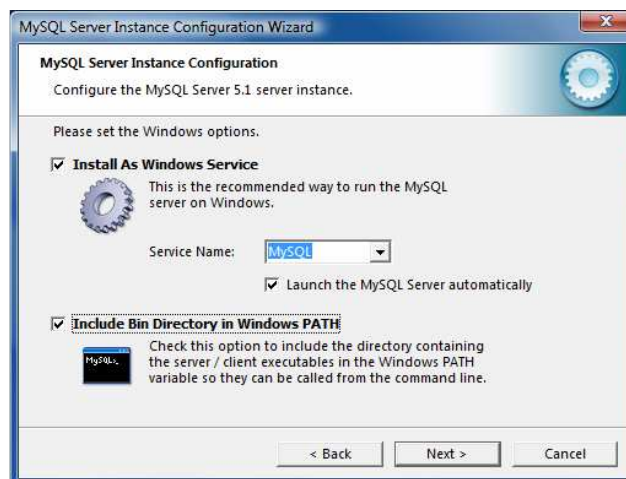 MySQL Server Instance Configuration Wizard
MySQL Server Instance Configuration
Configure the MySQL Server 5.1 server instance.
Please set the Windows options.
Install As Windows Service
This is the recommended way to run the MySQL
server on Windows.
Service Name: MySQL
Launch the MySQL Server automatically
Include Bin Directory in Windows PATH
MySQL>_
Check this option to include the directory containing
the server / client executables in the Windows PATH
variable so they can be called from the command line.
< Back Next > Cancel